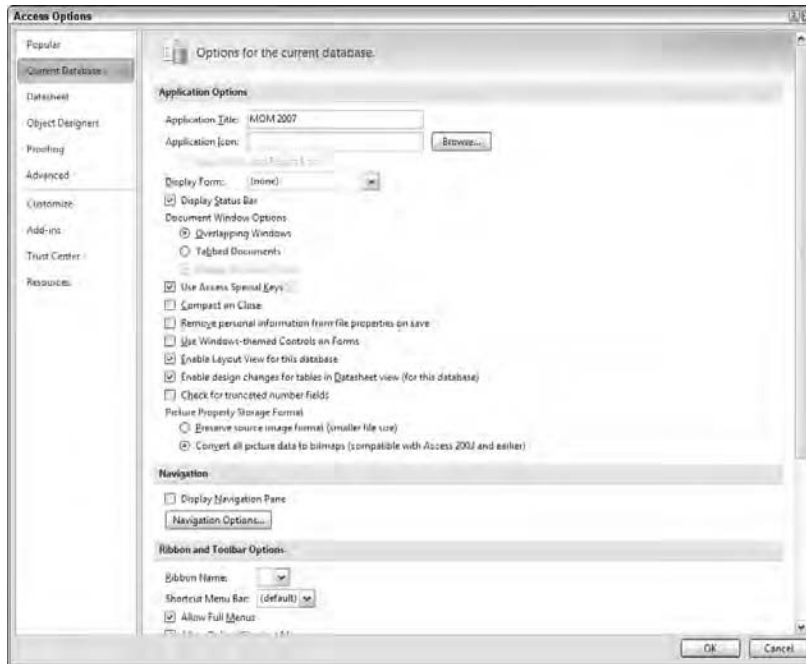 Access Options
Popular
Current Database
Datasheet
Object Designers
Proofing
Advanced
Customize
Add-ins
Trust Center
Resources
Options for the current database.
Application Options
Application Title: MOM 2007
Application Icon:
Browse...
Display Form: (none)
Display Status Bar
Document Window Options
Overlapping Windows
Tabbed Documents
Use Access Special Keys
Compact on Close
Remove personal information from file properties on save
Use Windows-themed Controls on Forms
Enable Layout View for this database
Enable design changes for tables in Datasheet view (for this database)
Check for truncated number fields
Picture Property Storage Format
Preserve source image format (smaller file size)
Convert all picture data to bitmaps (compatible with Access 2003 and earlier)
Navigation
Display Navigation Pane
Navigation Options...
Ribbon and Toolbar Options
Ribbon Name:
Shortcut Menu Bar: (default)
Allow Full Menus
OK
Cancel